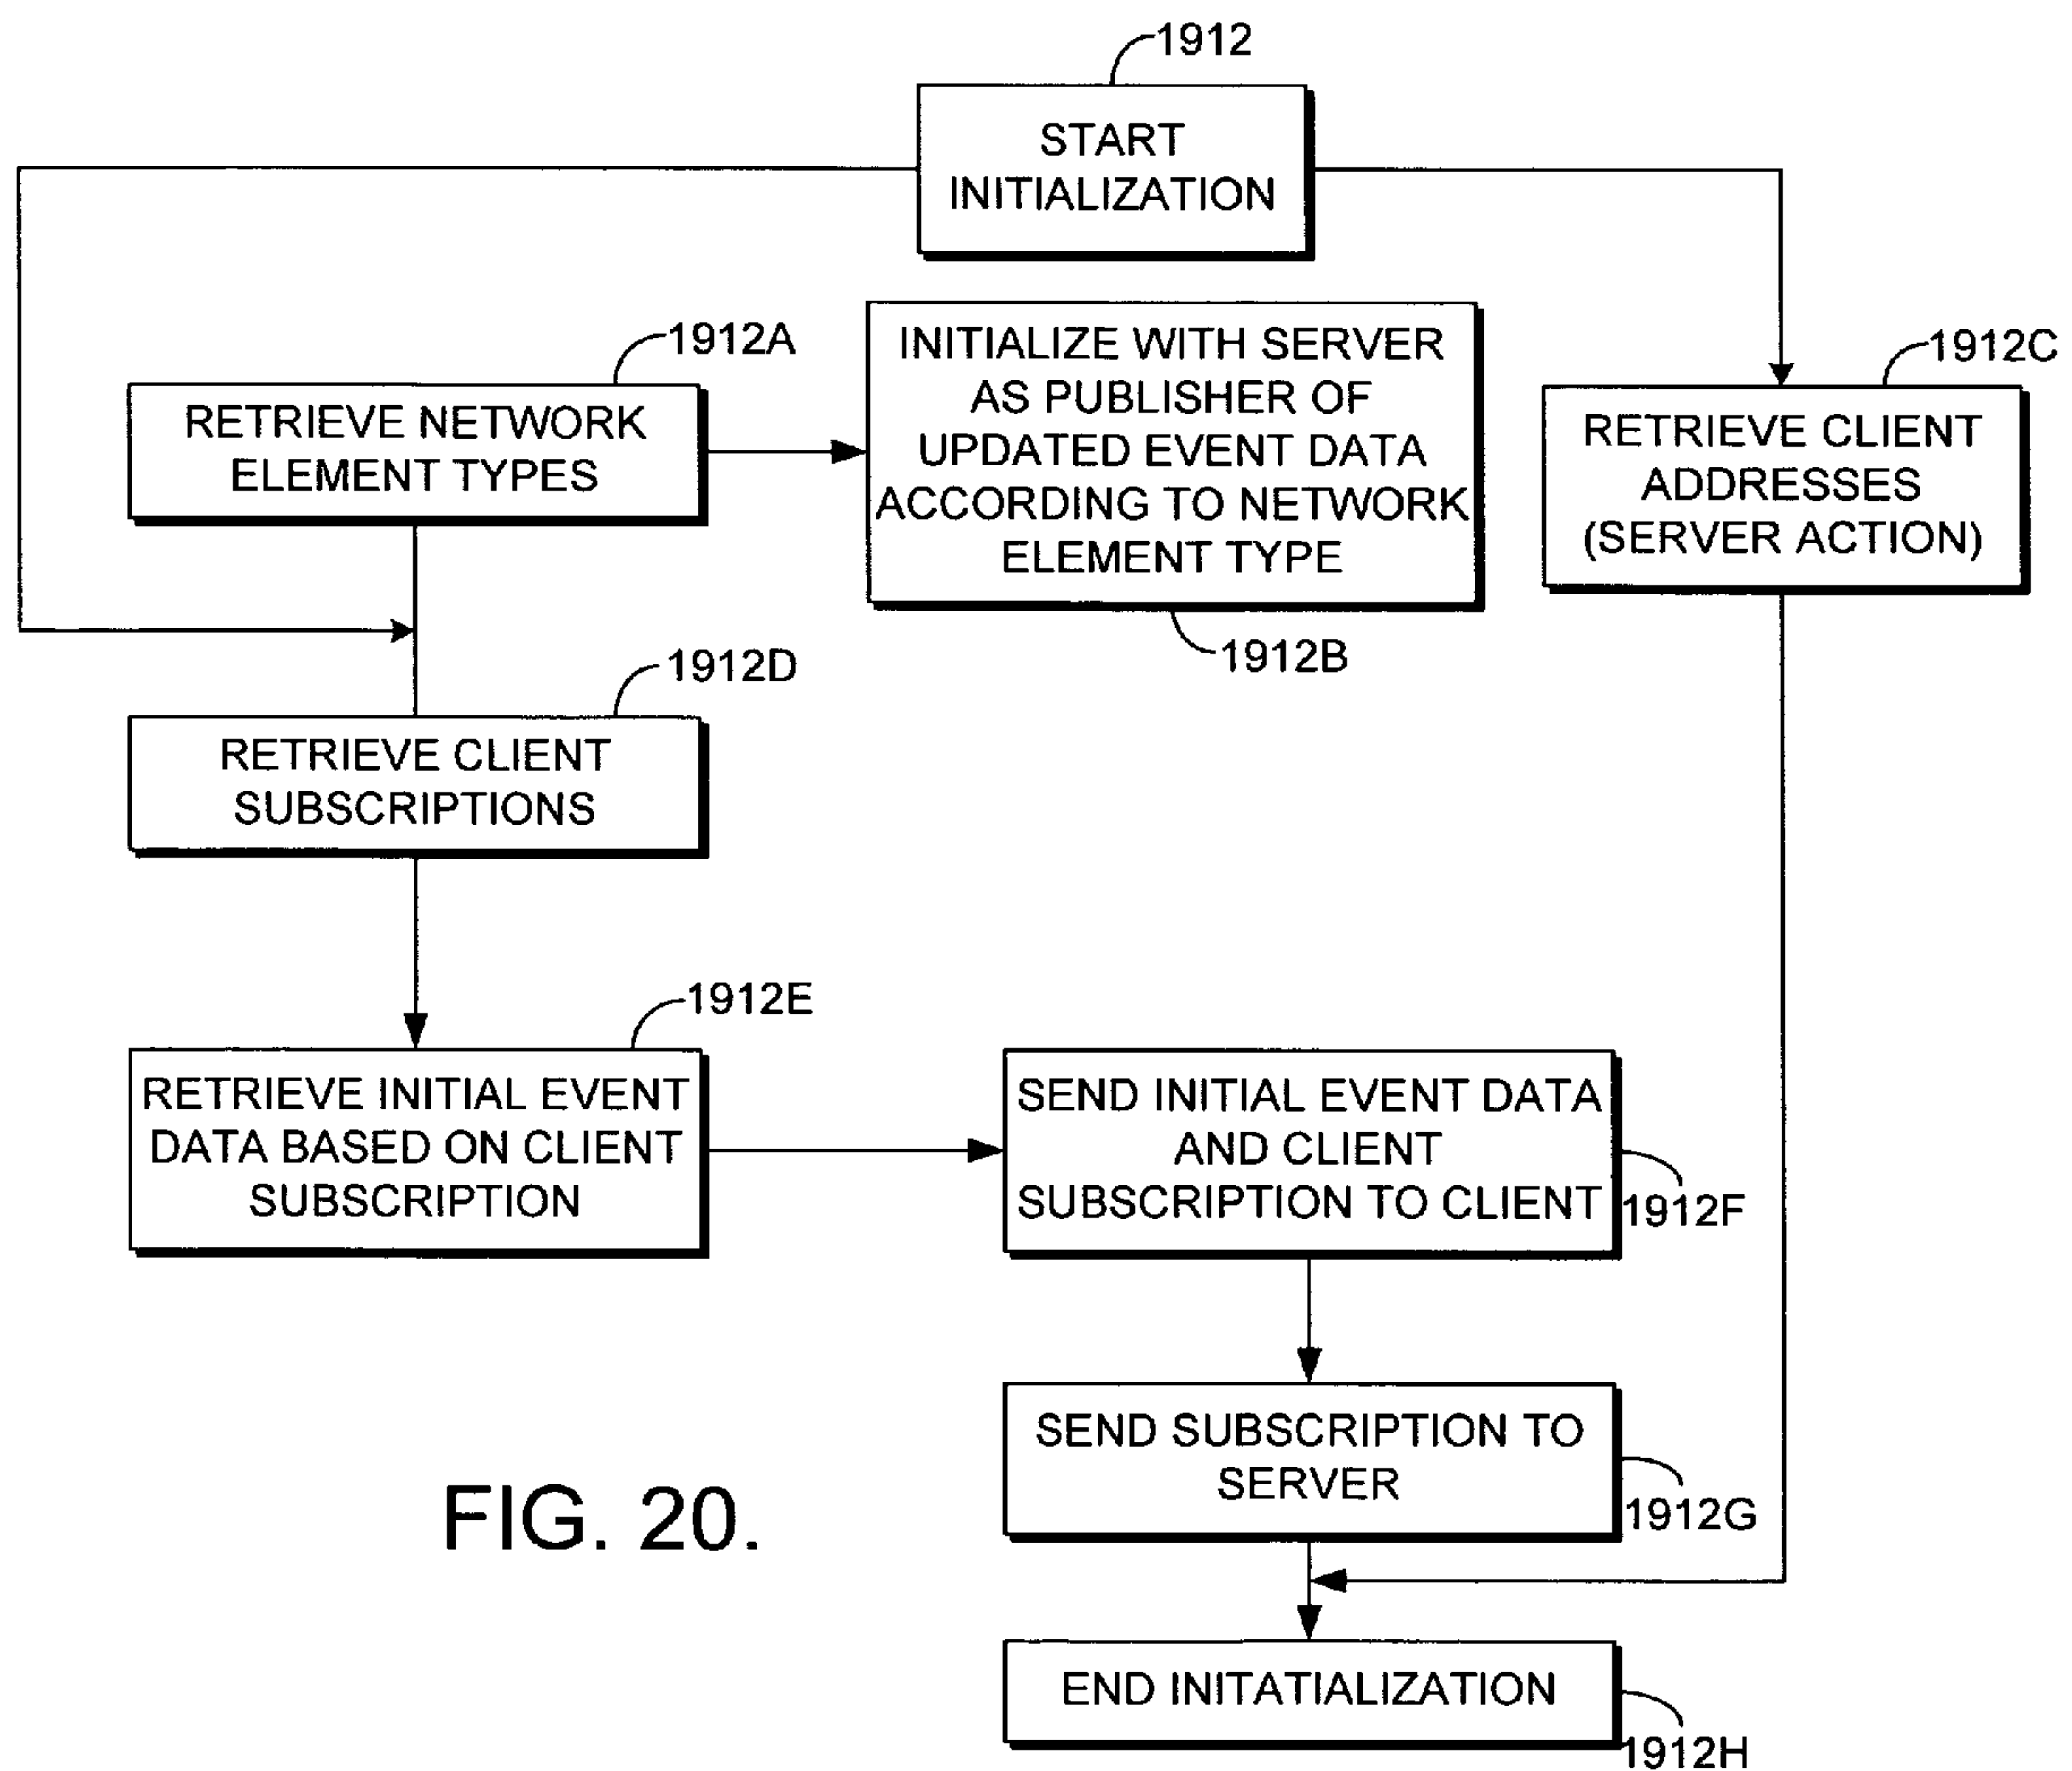 1912
START
INITIALIZATION
1912A
RETRIEVE NETWORK
ELEMENT TYPES
INITIALIZE WITH SERVER
AS PUBLISHER OF
UPDATED EVENT DATA
ACCORDING TO NETWORK
ELEMENT TYPE
1912B
1912C
RETRIEVE CLIENT
ADDRESSES
(SERVER ACTION)
1912D
RETRIEVE CLIENT
SUBSCRIPTIONS
1912E
RETRIEVE INITIAL EVENT
DATA BASED ON CLIENT
SUBSCRIPTION
SEND INITIAL EVENT DATA
AND CLIENT
SUBSCRIPTION TO CLIENT
1912F
SEND SUBSCRIPTION TO
SERVER
1912G
END INITATIALIZATION
1912H
FIG. 20.